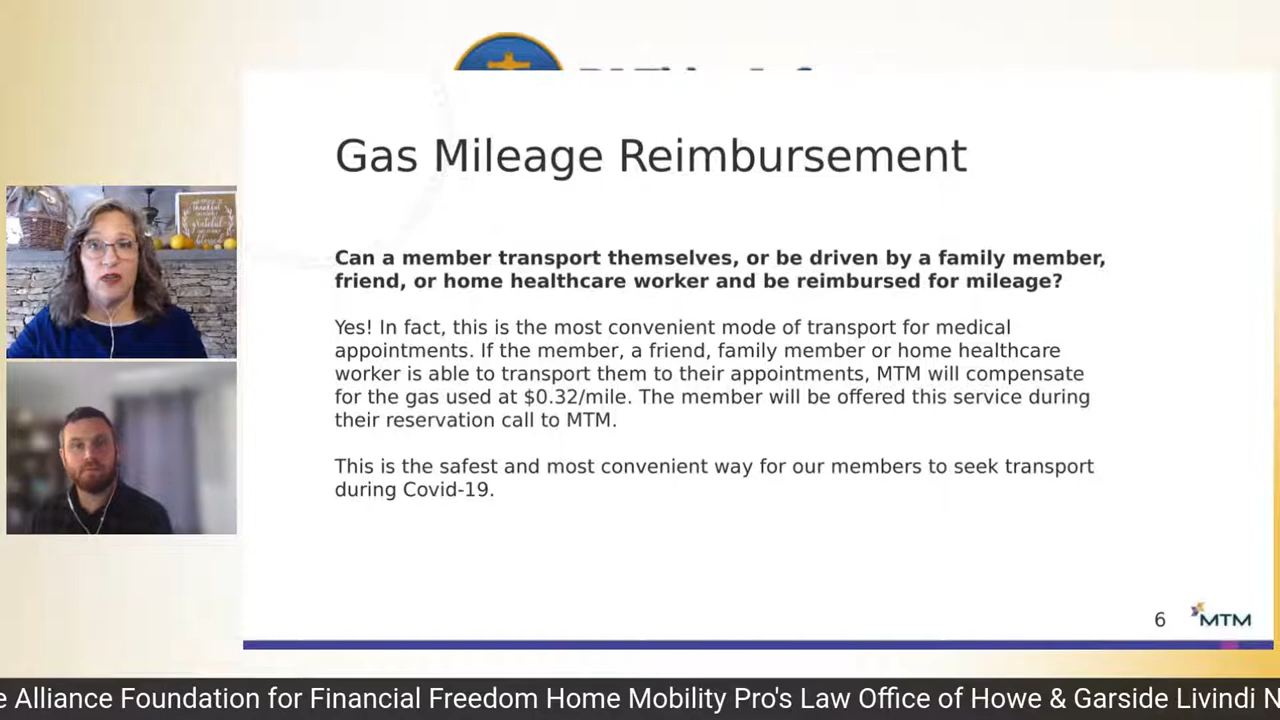 Gas Mileage Reimbursement
Can a member transport themselves, or be driven by a family member,
friend, or home healthcare worker and be reimbursed for mileage?
Yes! In fact, this is the most convenient mode of transport for medical
appointments. If the member, a friend, family member or home healthcare
worker is able to transport them to their appointments, MTM will compensate
for the gas used at $0.32/mile. The member will be offered this service during
their reservation call to MTM.
This is the safest and most convenient way for our members to seek transport
during Covid-19.
6
MTM
thankful
grateful
blessed
Alliance Foundation for Financial Freedom Home Mobility Pro's Law Office of Howe & Garside Livindi